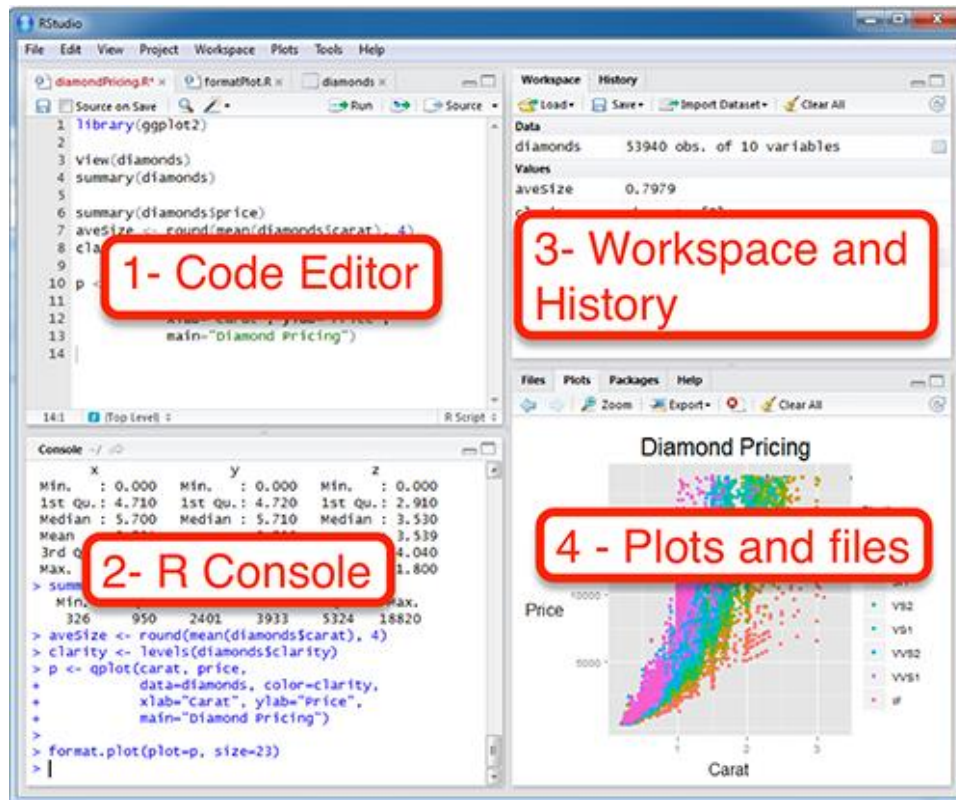 RStudio
File Edit View Project Workspace Plots Tools Help
diamondPricing.R* formatPlot.R diamonds
Source on Save Run Source
1 library(ggplot2)
2
3 view(diamonds)
4 summary(diamonds)
5
6 summary(diamonds$price)
7 aveSize <- round(mean(diamonds$carat), 4)
8 cla
9
10 p <
11
12 xlab="Carat", ylab="Price",
13 main="Diamond Pricing")
14
1- Code Editor
14:1 (Top Level) R Script
Console ~/
x y z
Min. : 0.000 Min. : 0.000 Min. : 0.000
1st Qu.: 4.710 1st Qu.: 4.720 1st Qu.: 2.910
Median : 5.700 Median : 5.710 Median : 3.530
Mean 3.539
3rd Q 4.040
Max. 1.800
> summ
Min. Max.
326 950 2401 3933 5324 18820
> aveSize <- round(mean(diamonds$carat), 4)
> clarity <- levels(diamonds$clarity)
> p <- qplot(carat, price,
+ data=diamonds, color=clarity,
+ xlab="Carat", ylab="Price",
+ main="Diamond Pricing")
>
> format.plot(plot=p, size=23)
>
2- R Console
Workspace History
Load Save Import Dataset Clear All
Data
diamonds 53940 obs. of 10 variables
Values
aveSize 0.7979
3- Workspace and
History
Files Plots Packages Help
Zoom Export Clear All
Diamond Pricing
4 - Plots and files
Price
10000
5000
VS2
VS1
VVS2
VVS1
IF
1 2 3
Carat